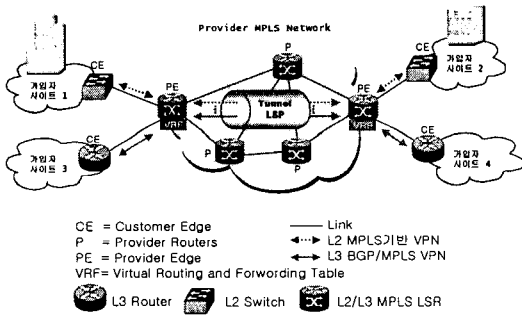 Provider MPLS Network
P
CE
가입자
사이트 1
PE
VRF
Tunnel
LSP
PE
VRF
CE
가입자
사이트 2
CE
가입자
사이트 3
P
P
CE
가입자
사이트 4
CE = Customer Edge
P = Provider Routers
PE = Provider Edge
VRF= Virtual Routing and Forwording Table
Link
L2 MPLS기반 VPN
L3 BGP/MPLS VPN
L3 Router
L2 Switch
L2/L3 MPLS LSR